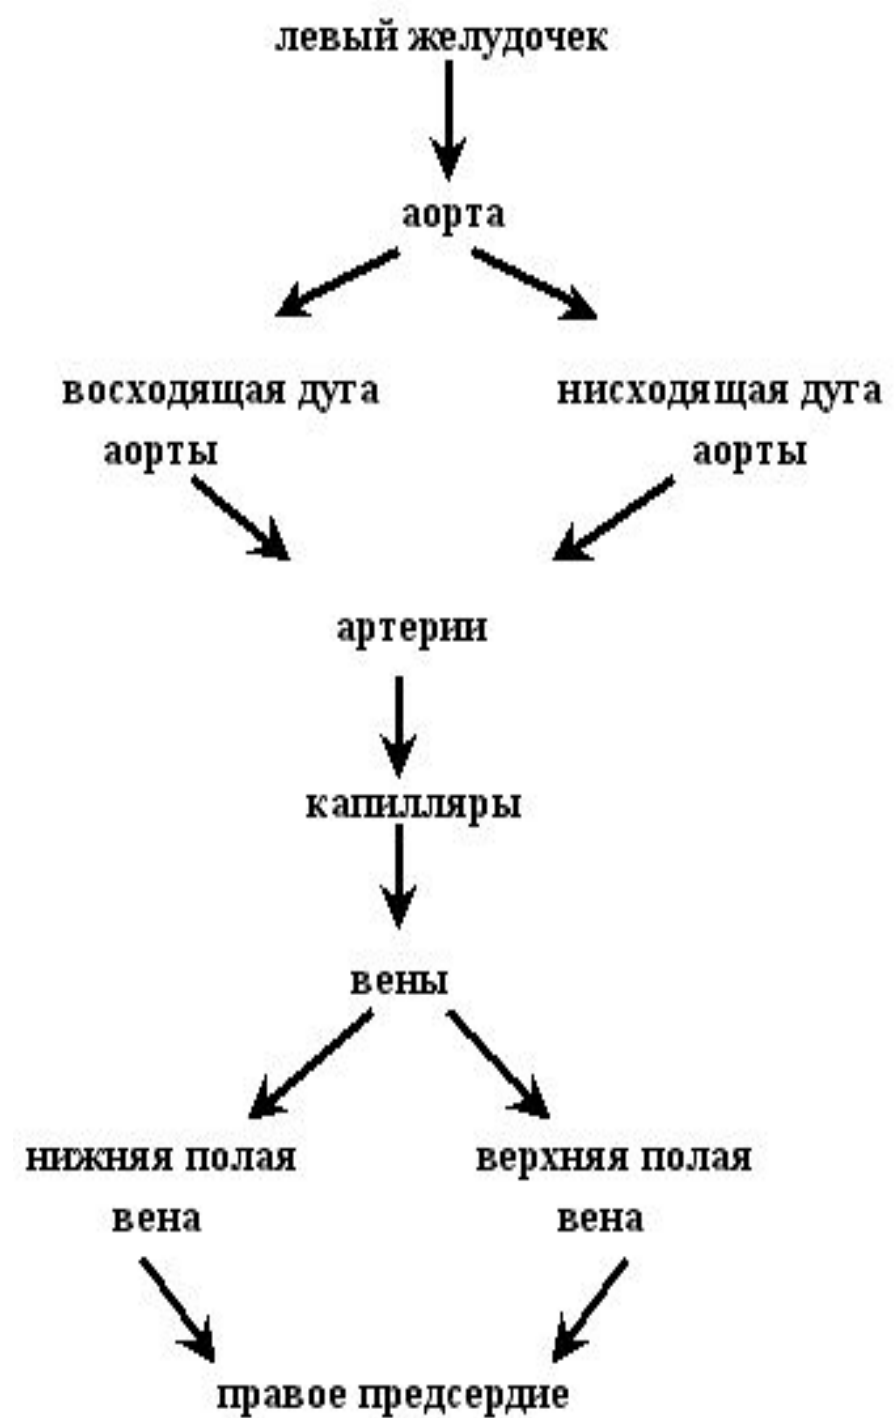 левый желудочек
аорта
восходящая дуга
аорты
нисходящая дуга
аорты
артерии
капилляры
вены
нижняя полая
вена
верхняя полая
вена
правое предсердие